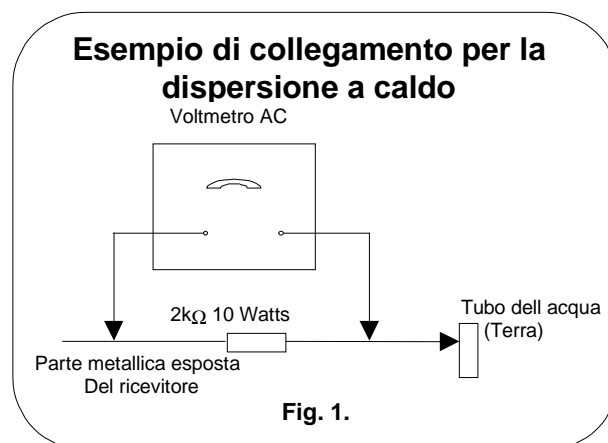 Esempio di collegamento per la
dispersione a caldo
Voltmetro AC
2kΩ 10 Watts
Tubo dell acqua
(Terra)
Parte metallica esposta
Del ricevitore
Fig. 1.